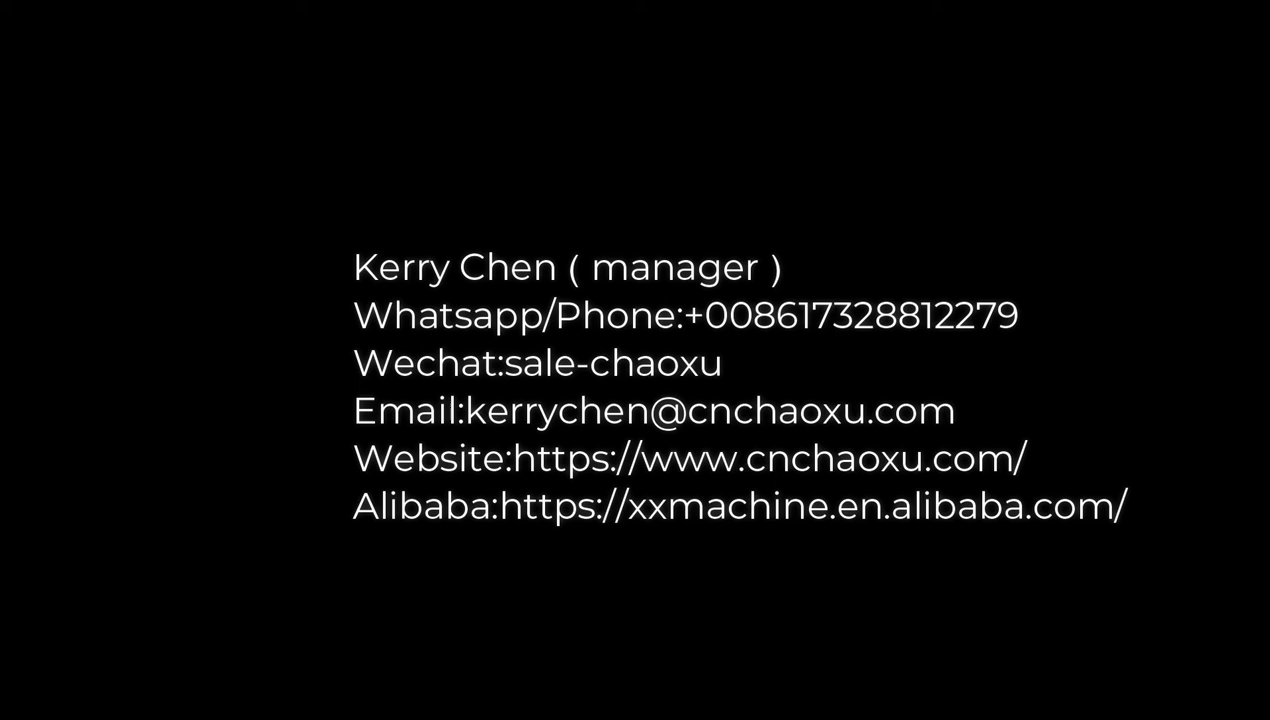 Kerry Chen ( manager )
Whatsapp/Phone:+008617328812279
Wechat:sale-chaoxu
Email:kerrychen@cnchaoxu.com
Website:https://www.cnchaoxu.com/
Alibaba:https://xxmachine.en.alibaba.com/